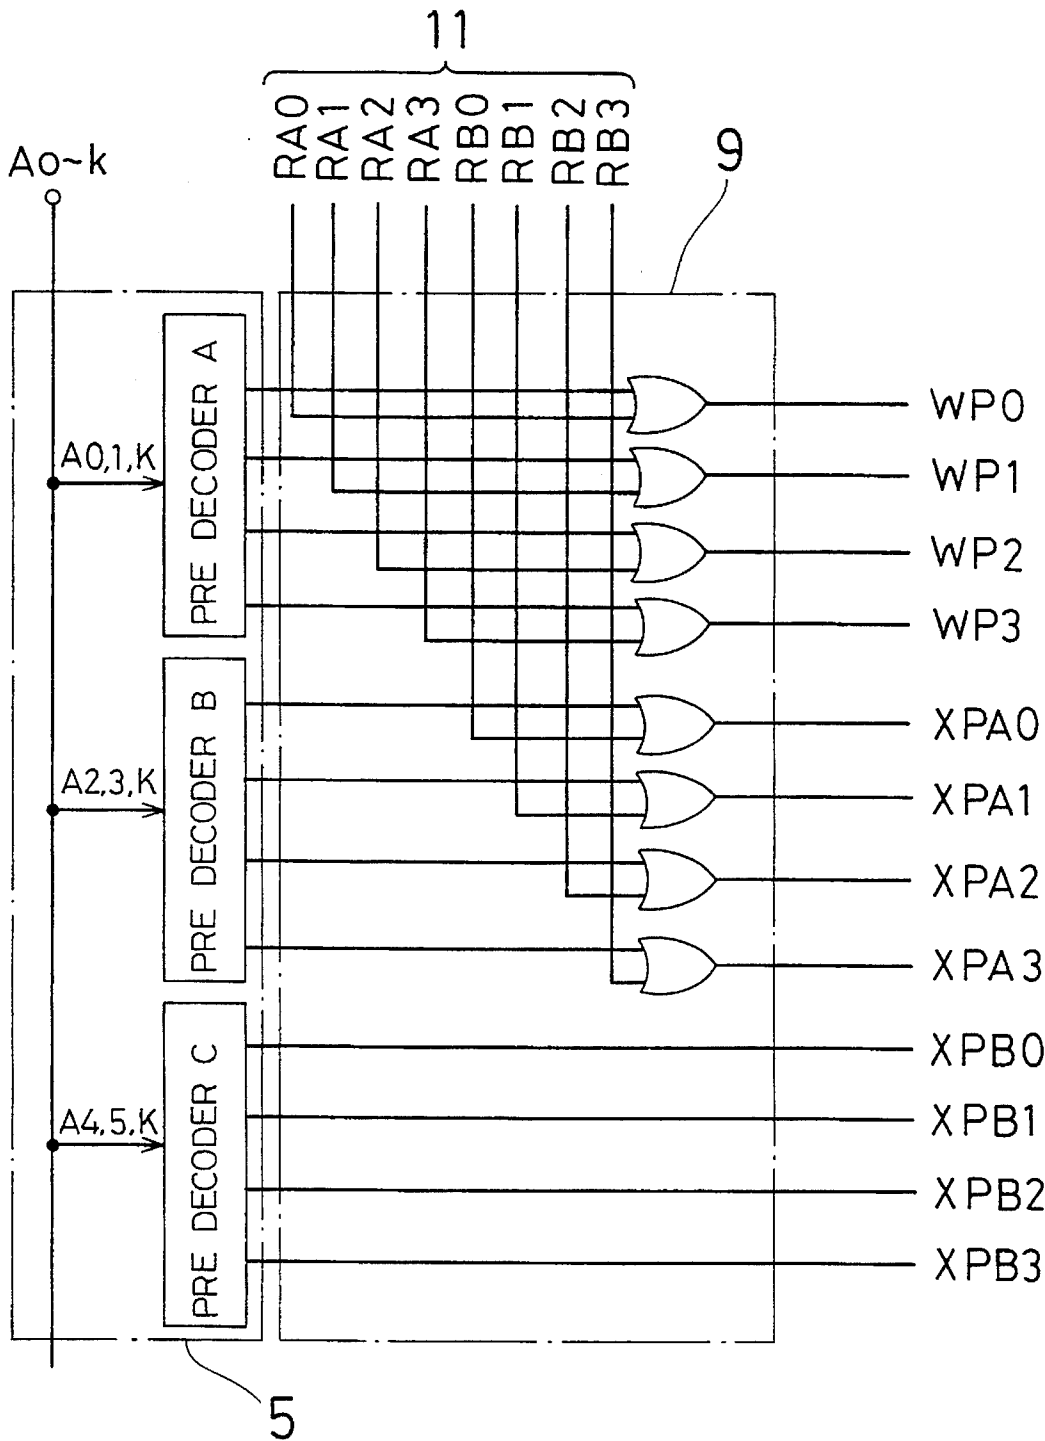 11
RA0
RA1
RA2
RA3
RB0
RB1
RB2
RB3
Ao~k
9
PRE DECODER A
A0,1,K
WP0
WP1
WP2
WP3
PRE DECODER B
A2,3,K
XPA0
XPA1
XPA2
XPA3
PRE DECODER C
A4,5,K
XPB0
XPB1
XPB2
XPB3
5